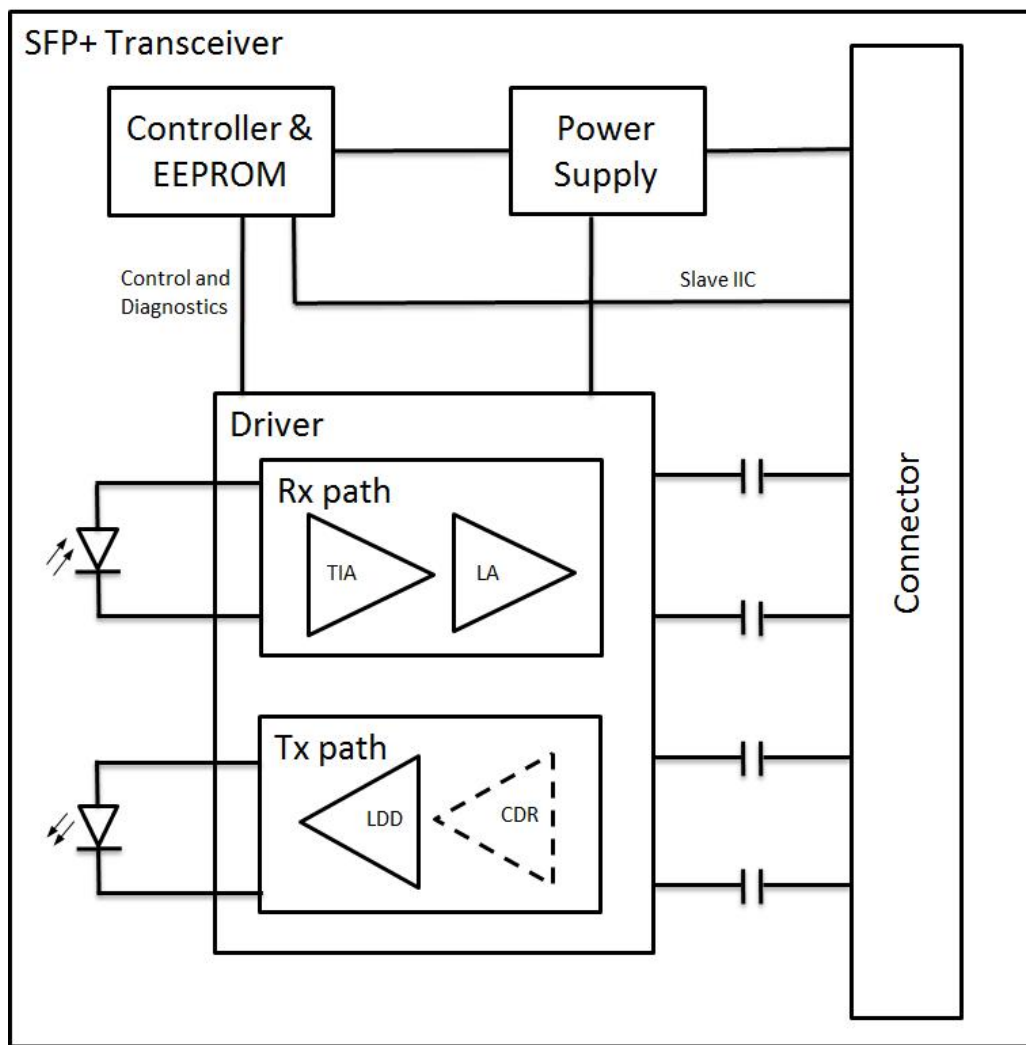 SFP+ Transceiver
Controller &
EEPROM
Power
Supply
Control and
Diagnostics
Slave IIC
Driver
Rx path
TIA
LA
Tx path
LDD
CDR
Connector